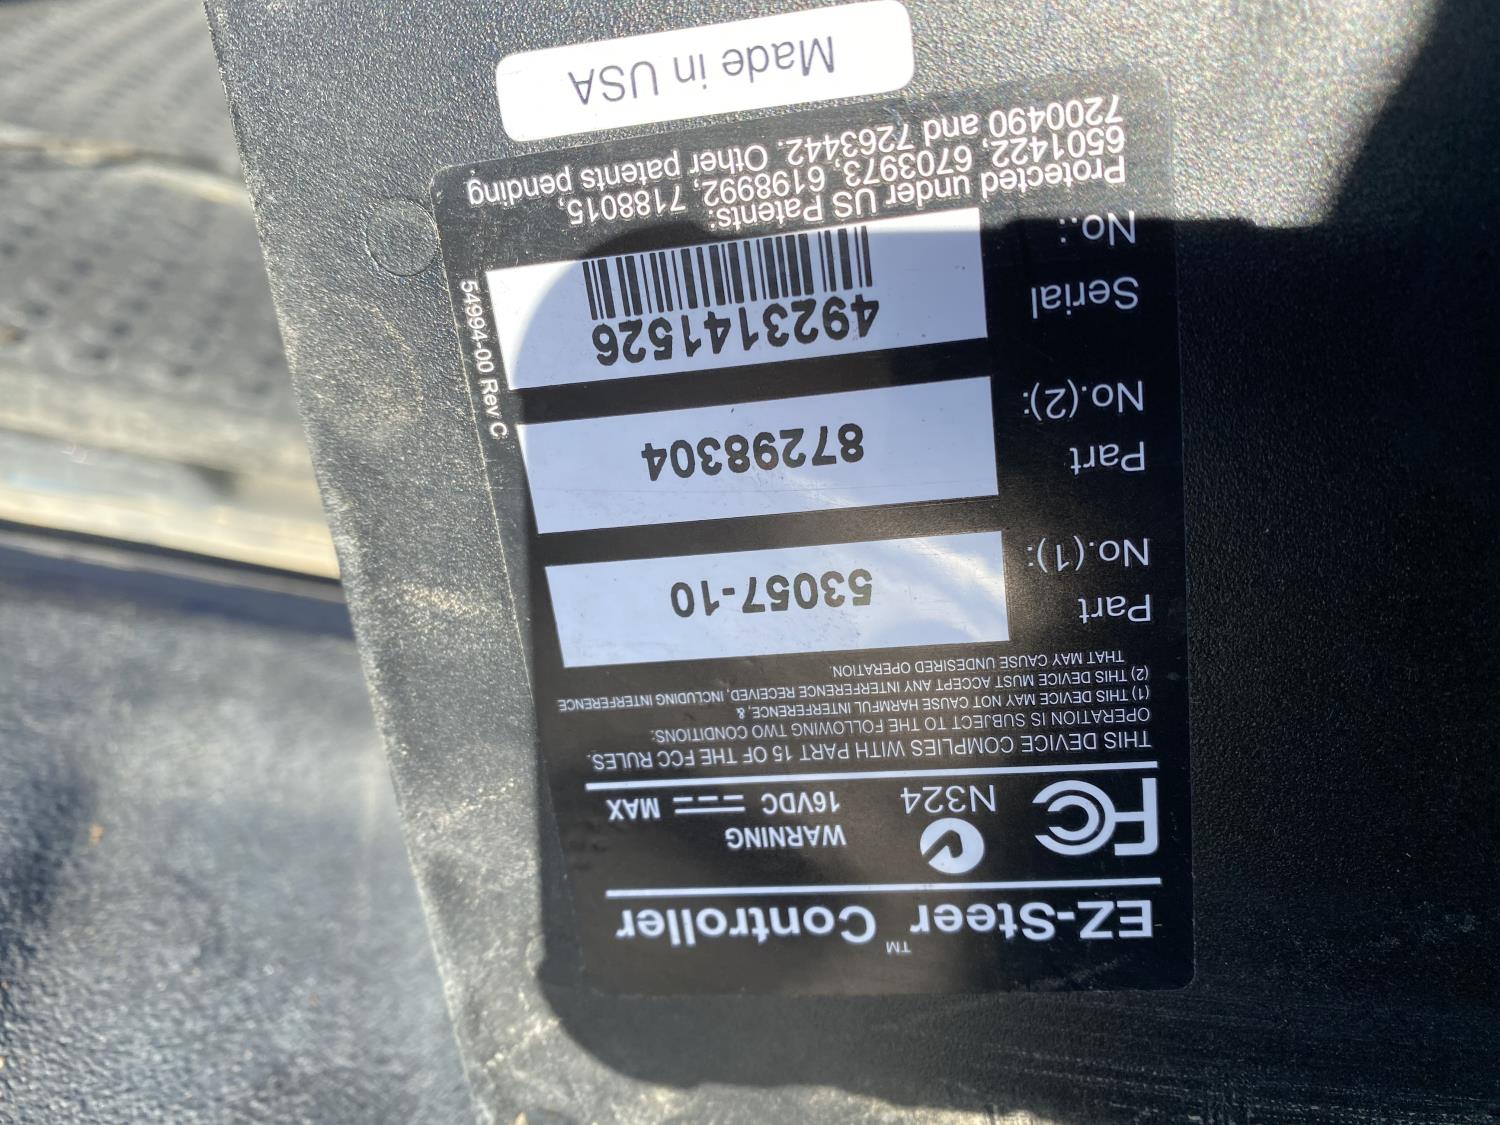 EZ-Steer™ Controller
FC N324 WARNING
16VDC MAX
THIS DEVICE COMPLIES WITH PART 15 OF THE FCC RULES.
OPERATION IS SUBJECT TO THE FOLLOWING TWO CONDITIONS:
(1) THIS DEVICE MAY NOT CAUSE HARMFUL INTERFERENCE, &
(2) THIS DEVICE MUST ACCEPT ANY INTERFERENCE RECEIVED, INCLUDING INTERFERENCE
THAT MAY CAUSE UNDESIRED OPERATION.
Part
No.(1):
53057-10
Part
No.(2):
87298304
Serial
No.:
4923141526
54994-00 Rev C
Protected under US Patents:
6501422, 6703973, 6198992, 7188015,
7200490 and 7263442. Other patents pending
Made in USA